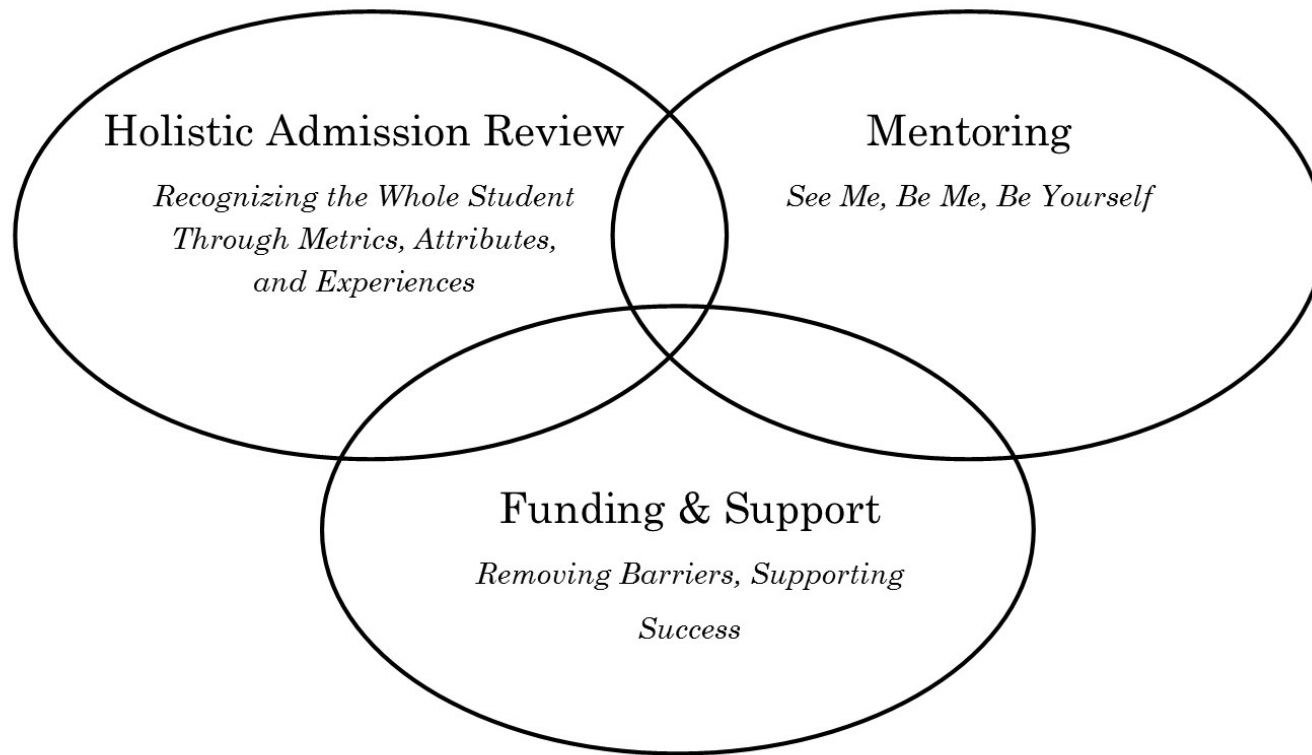 Holistic Admission Review
Recognizing the Whole Student
Through Metrics, Attributes,
and Experiences
Mentoring
See Me, Be Me, Be Yourself
Funding & Support
Removing Barriers, Supporting
Success